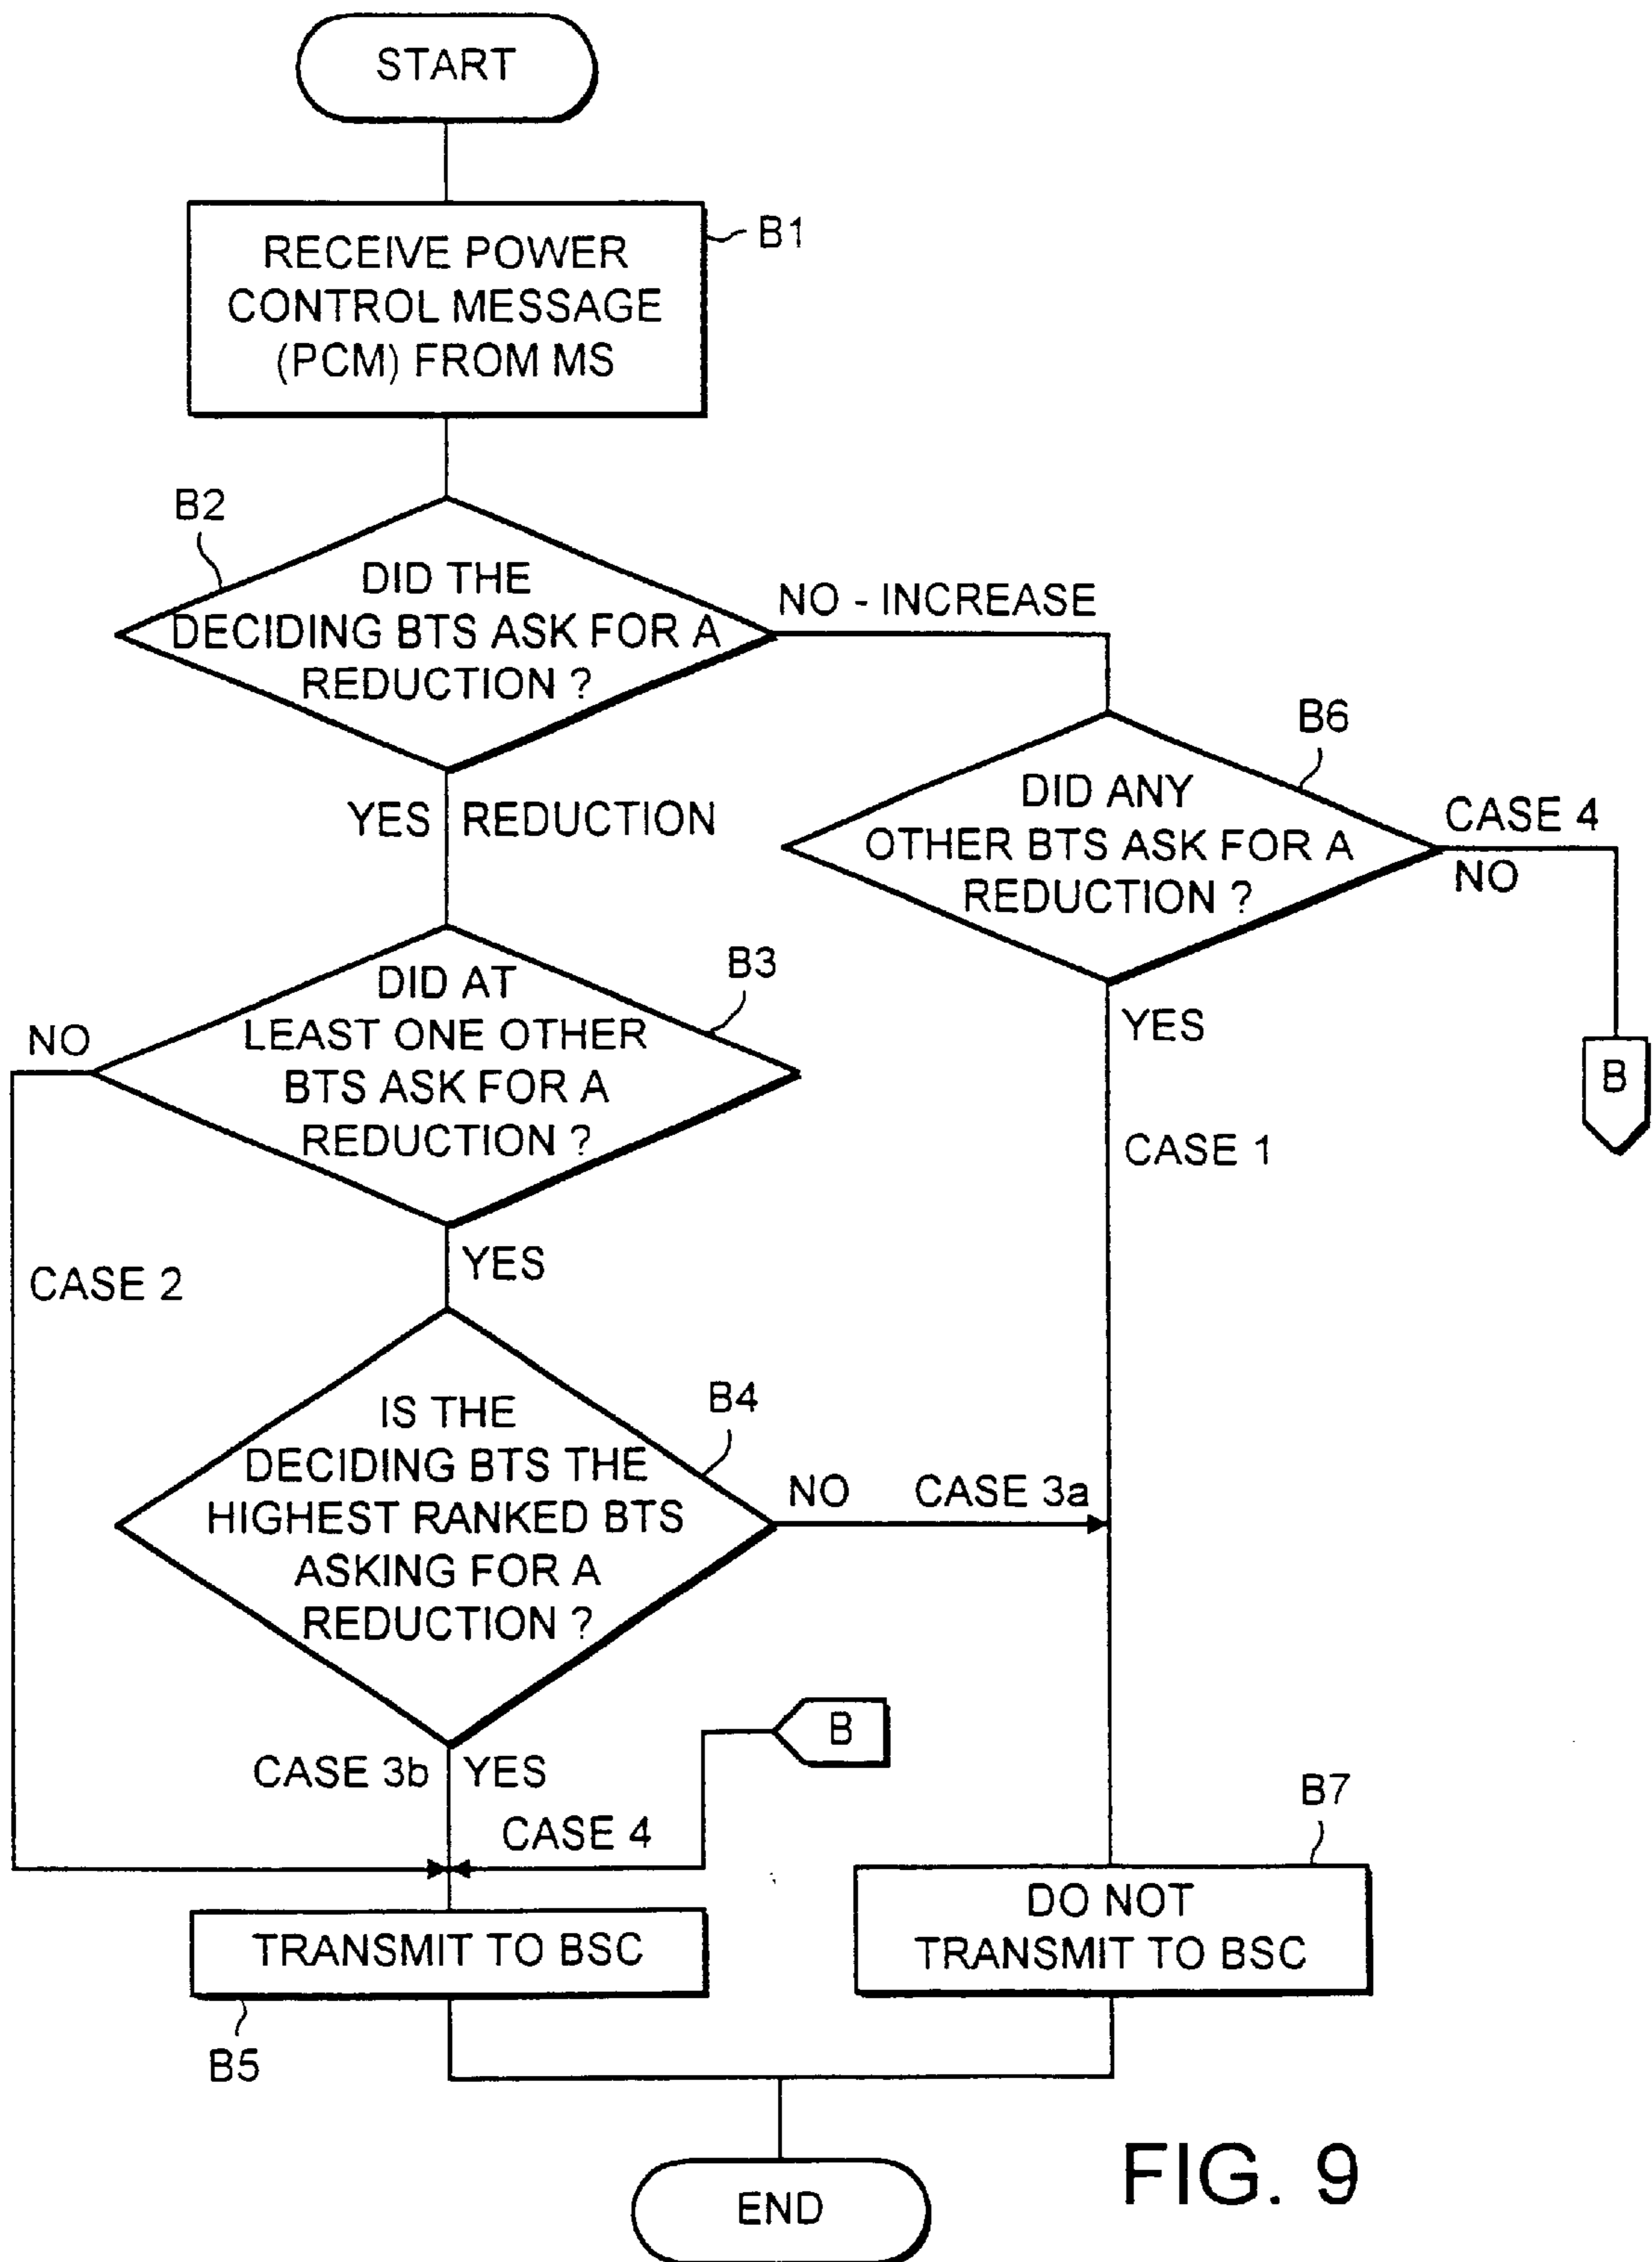 START
B1
RECEIVE POWER
CONTROL MESSAGE
(PCM) FROM MS
B2
DID THE
DECIDING BTS ASK FOR A
REDUCTION ?
NO - INCREASE
B6
DID ANY
OTHER BTS ASK FOR A
REDUCTION ?
CASE 4
NO
B
YES REDUCTION
YES
CASE 1
B3
DID AT
LEAST ONE OTHER
BTS ASK FOR A
REDUCTION ?
NO
CASE 2
YES
B4
IS THE
DECIDING BTS THE
HIGHEST RANKED BTS
ASKING FOR A
REDUCTION ?
NO CASE 3a
B
CASE 3b YES
CASE 4
B7
DO NOT
TRANSMIT TO BSC
TRANSMIT TO BSC
B5
END
FIG. 9